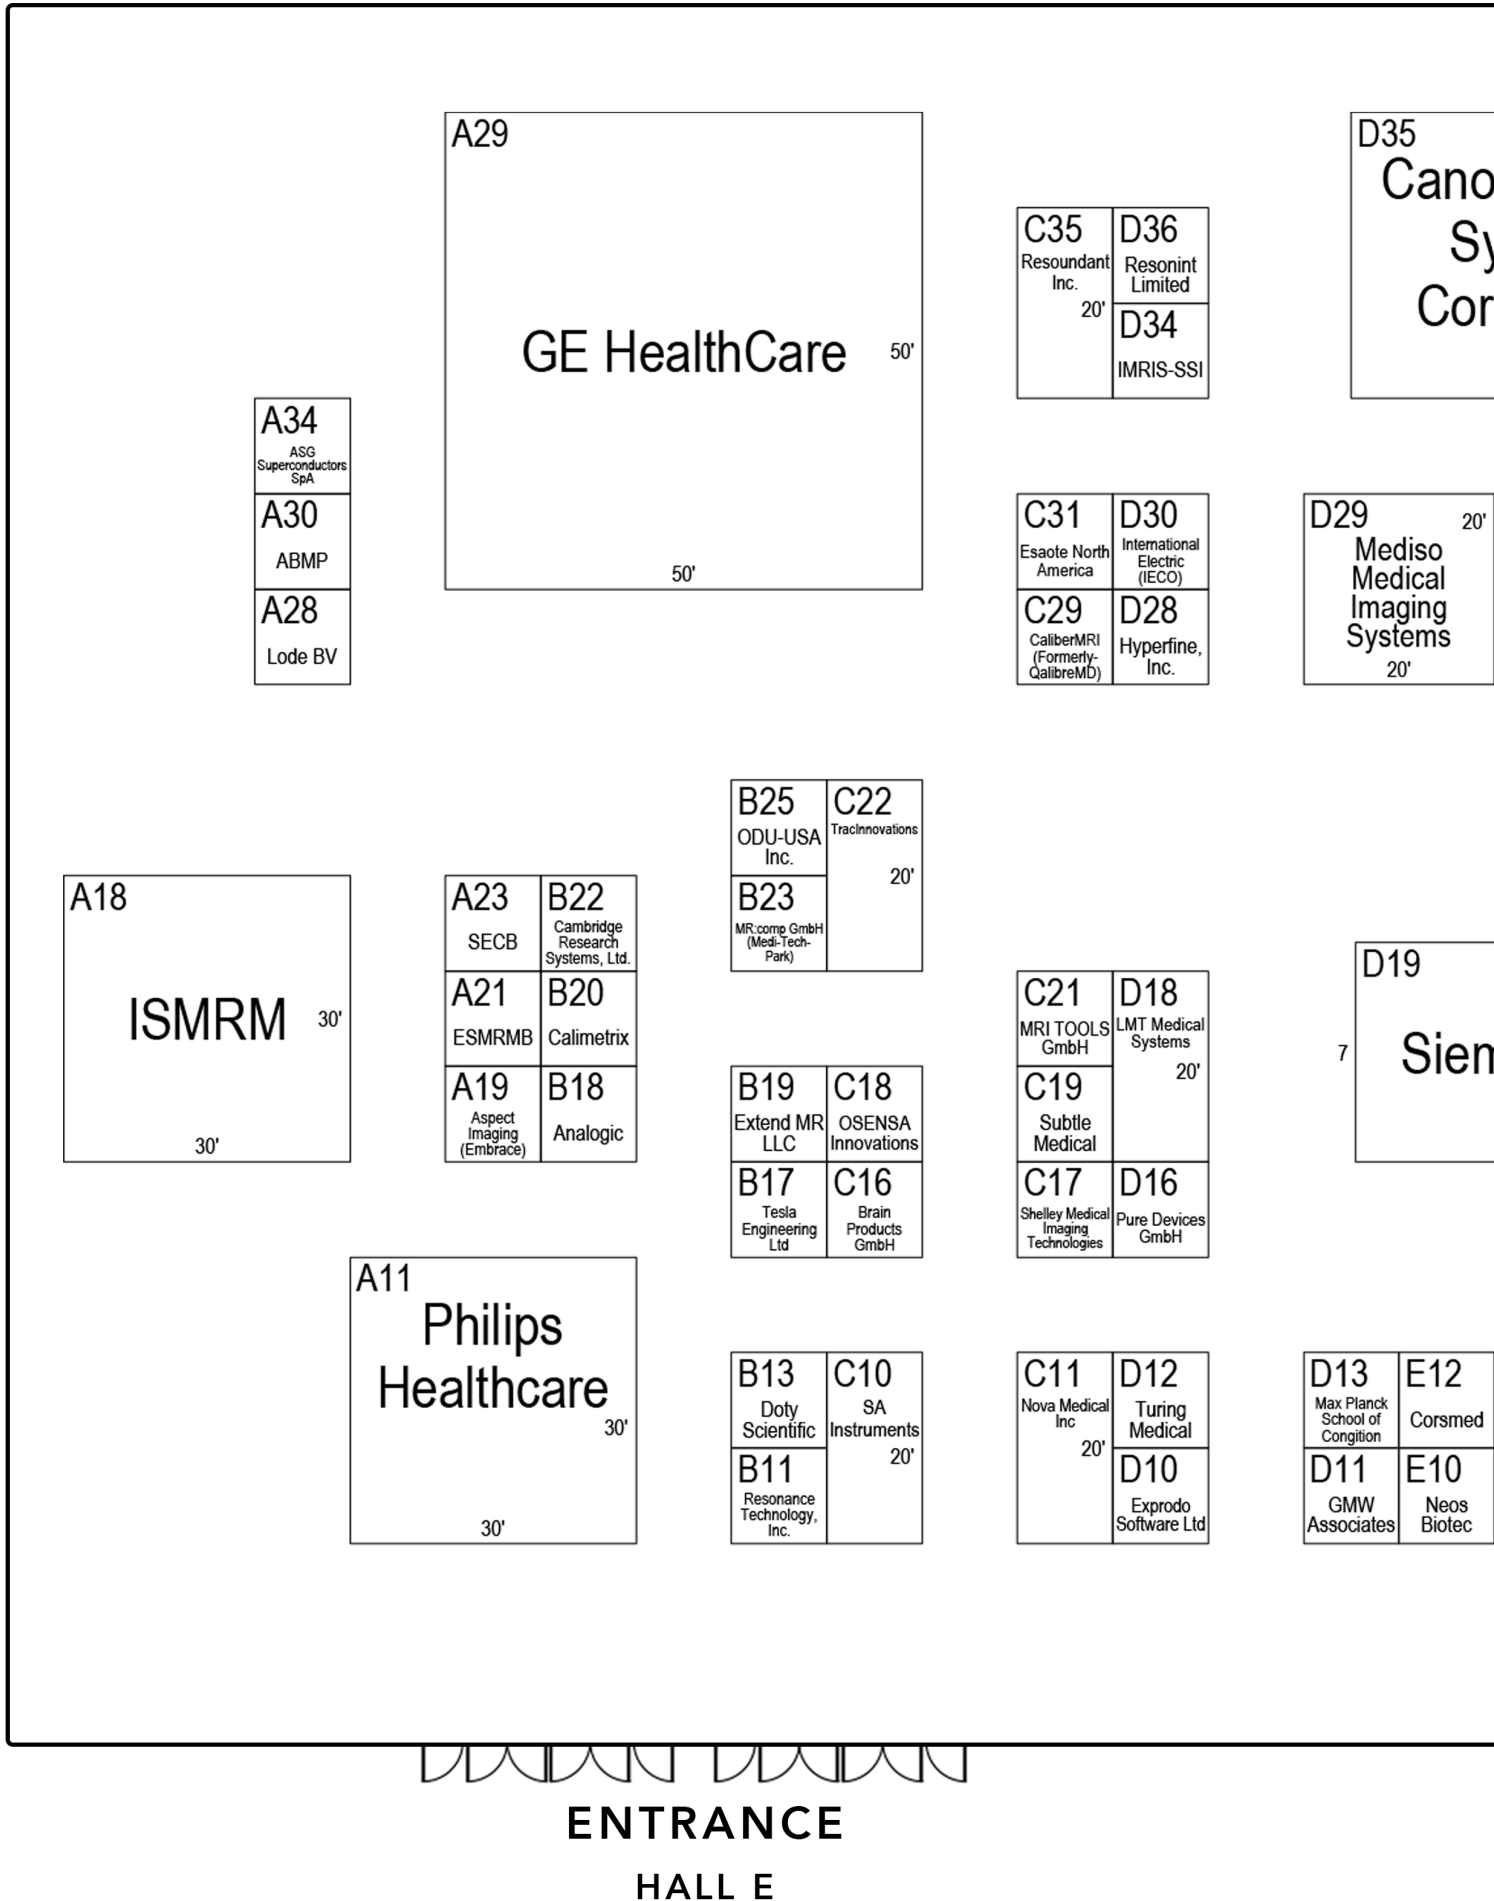 A29
GE HealthCare
50'
50'
D35
Cano
Sy
Cor
C35
Resoundant
Inc.
20'
D36
Resonint
Limited
D34
IMRIS-SSI
A34
ASG
Superconductors
SpA
A30
ABMP
A28
Lode BV
C31
Esaote North
America
D30
International
Electric
(IECO)
C29
CaliberMRI
(Formerly-
QalibreMD)
D28
Hyperfine,
Inc.
D29
20'
Mediso
Medical
Imaging
Systems
20'
B25
ODU-USA
Inc.
C22
TracInnovations
20'
B23
MR:comp GmbH
(Medi-Tech-
Park)
A18
ISMRM
30'
30'
A23
SECB
B22
Cambridge
Research
Systems, Ltd.
A21
ESMRMB
B20
Calimetrix
A19
Aspect
Imaging
(Embrace)
B18
Analogic
C21
MRI TOOLS
GmbH
D18
LMT Medical
Systems
20'
C19
Subtle
Medical
C17
Shelley Medical
Imaging
Technologies
D16
Pure Devices
GmbH
D19
7
Siem
B19
Extend MR
LLC
C18
OSENSA
Innovations
B17
Tesla
Engineering
Ltd
C16
Brain
Products
GmbH
A11
Philips
Healthcare
30'
30'
B13
Doty
Scientific
C10
SA
Instruments
20'
B11
Resonance
Technology,
Inc.
C11
Nova Medical
Inc
20'
D12
Turing
Medical
D10
Exprodo
Software Ltd
D13
Max Planck
School of
Congition
E12
Corsmed
D11
GMW
Associates
E10
Neos
Biotec
ENTRANCE
HALL E